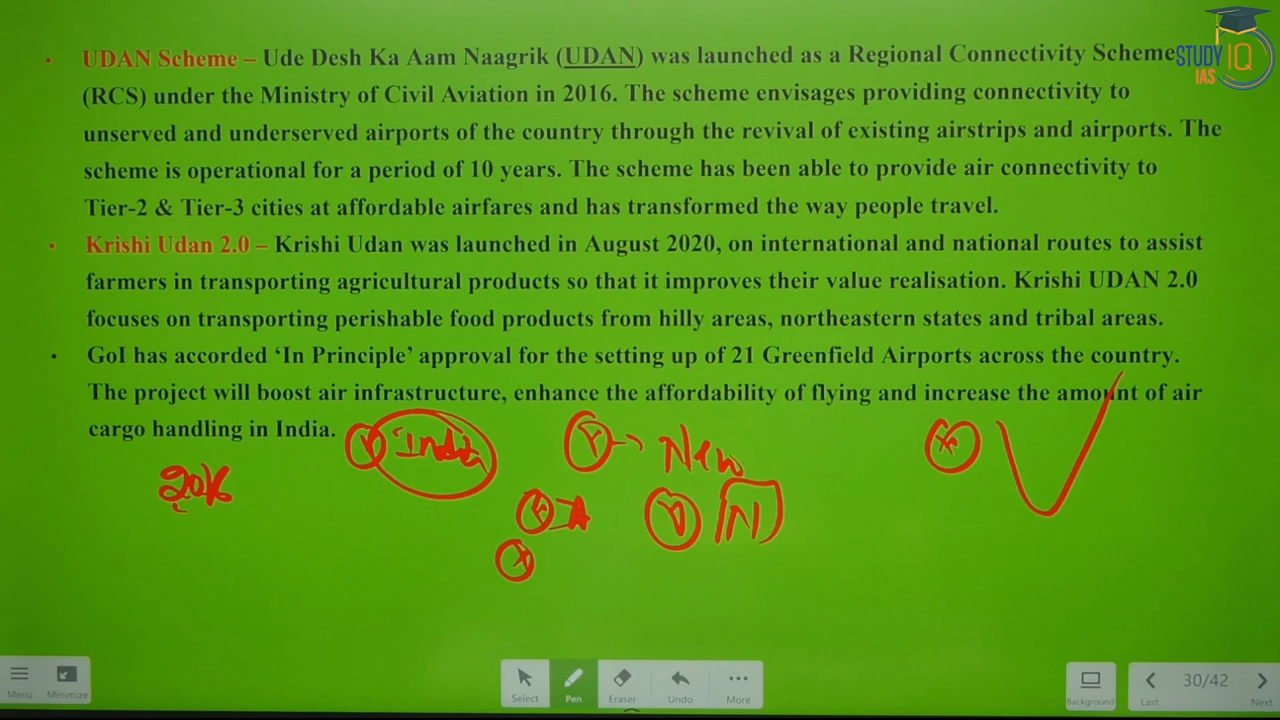 STUDY IQ
IAS
• UDAN Scheme – Ude Desh Ka Aam Naagrik (UDAN) was launched as a Regional Connectivity Scheme
(RCS) under the Ministry of Civil Aviation in 2016. The scheme envisages providing connectivity to
unserved and underserved airports of the country through the revival of existing airstrips and airports. The
scheme is operational for a period of 10 years. The scheme has been able to provide air connectivity to
Tier-2 & Tier-3 cities at affordable airfares and has transformed the way people travel.
• Krishi Udan 2.0 – Krishi Udan was launched in August 2020, on international and national routes to assist
farmers in transporting agricultural products so that it improves their value realisation. Krishi UDAN 2.0
focuses on transporting perishable food products from hilly areas, northeastern states and tribal areas.
• GoI has accorded ‘In Principle’ approval for the setting up of 21 Greenfield Airports across the country.
The project will boost air infrastructure, enhance the affordability of flying and increase the amount of air
cargo handling in India.
India
New
2016
A
N
Menu
Minimize
Select
Pen
Eraser
Undo
More
Background
Last
30/42
Next